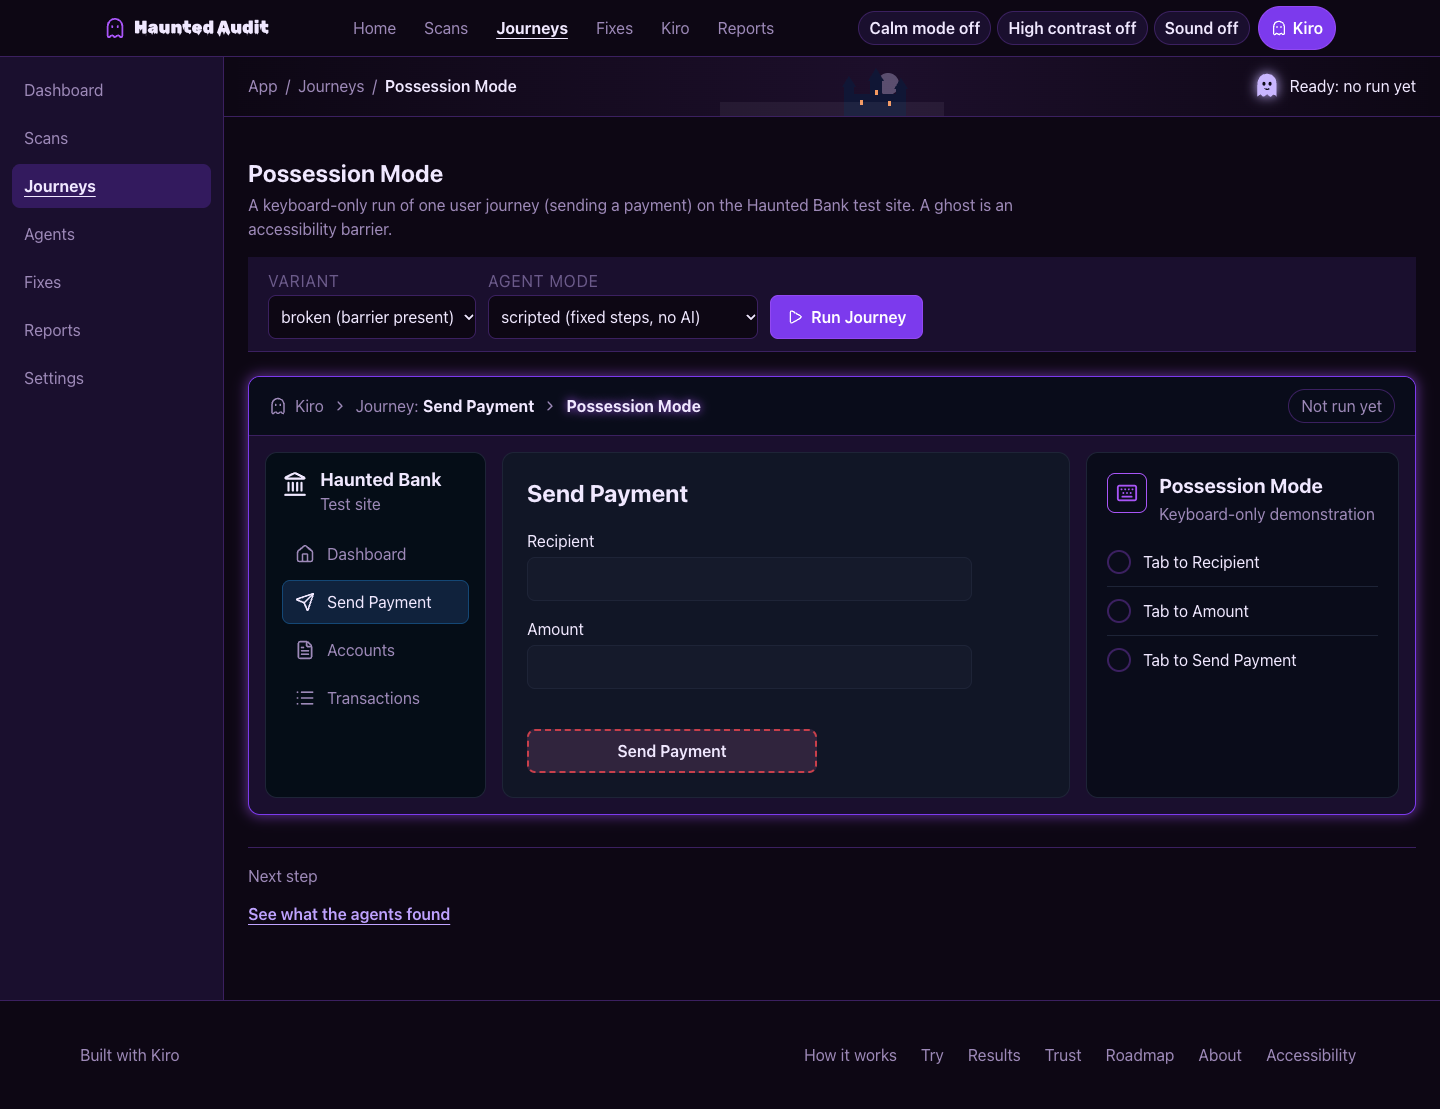 Haunted Audit
Home Scans Journeys Fixes Kiro Reports
Calm mode off High contrast off Sound off Kiro
Dashboard
Scans
Journeys
Agents
Fixes
Reports
Settings
App / Journeys / Possession Mode
Ready: no run yet
Possession Mode
A keyboard-only run of one user journey (sending a payment) on the Haunted Bank test site. A ghost is an
accessibility barrier.
VARIANT
broken (barrier present)
AGENT MODE
scripted (fixed steps, no AI)
Run Journey
Kiro > Journey: Send Payment > Possession Mode
Not run yet
Haunted Bank
Test site
Dashboard
Send Payment
Accounts
Transactions
Send Payment
Recipient
Amount
Send Payment
Possession Mode
Keyboard-only demonstration
Tab to Recipient
Tab to Amount
Tab to Send Payment
Next step
See what the agents found
Built with Kiro
How it works Try Results Trust Roadmap About Accessibility